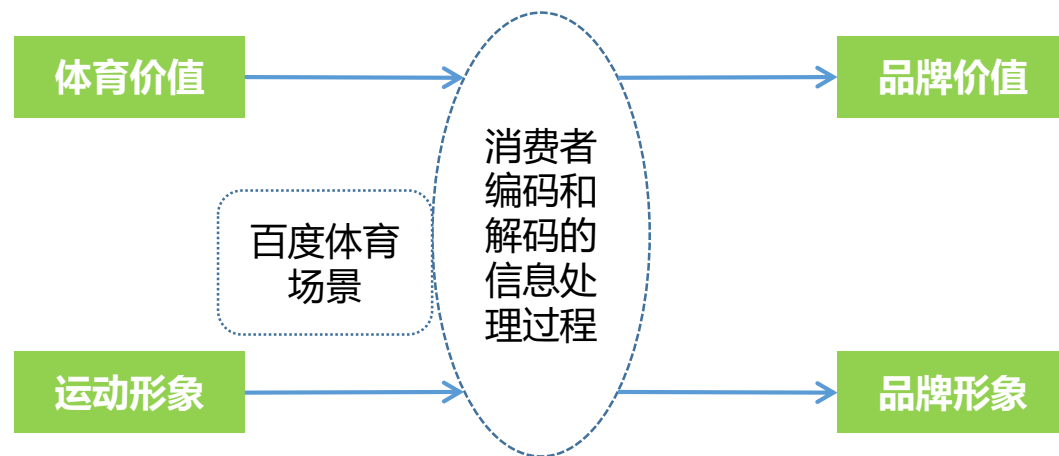 体育价值
品牌价值
消费者
编码和
解码的
信息处
理过程
百度体育
场景
运动形象
品牌形象